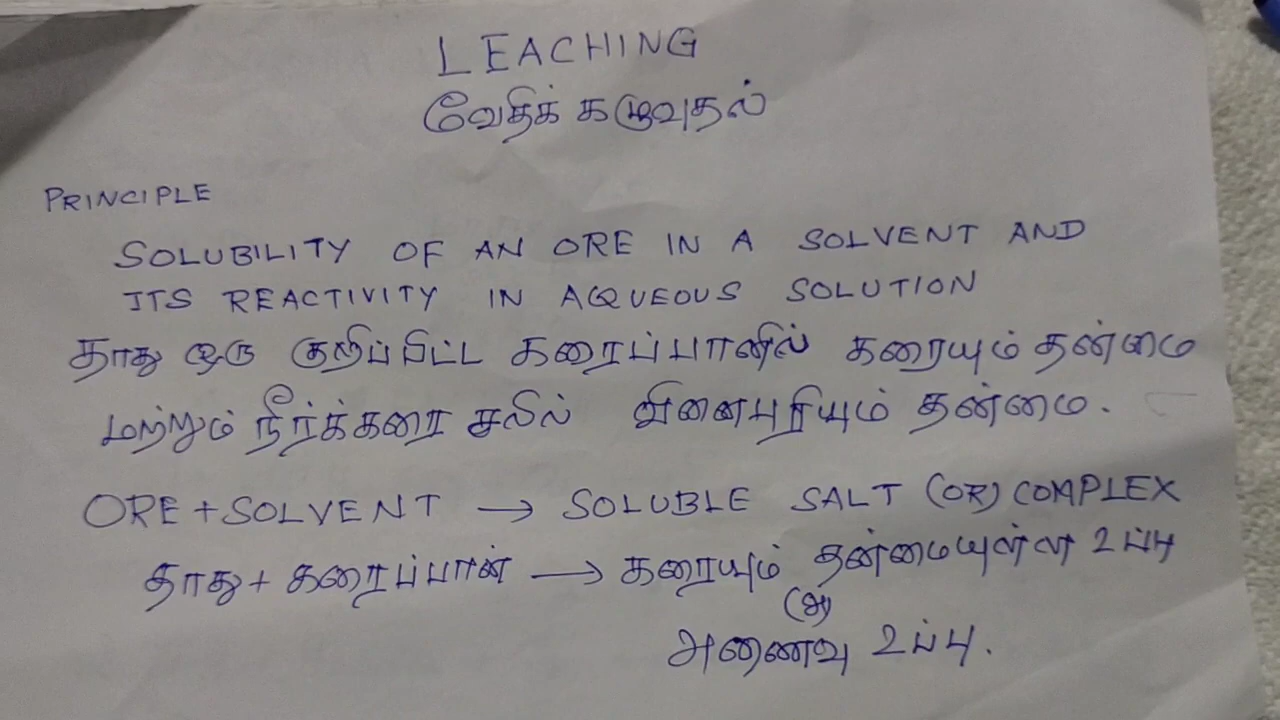 LEACHING
வேதிக் கழுவுதல்
PRINCIPLE
SOLUBILITY OF AN ORE IN A SOLVENT AND
ITS REACTIVITY IN AQUEOUS SOLUTION
தாது ஒரு குறிப்பிட்ட கரைப்பானில் கரையும் தன்மை
மற்றும் நீர்க்கரைசலில் வினைபுரியும் தன்மை.
ORE + SOLVENT → SOLUBLE SALT (OR) COMPLEX
தாது + கரைப்பான் → கரையும் தன்மையுள்ள உப்பு
(அ)
அணைவு உப்பு.